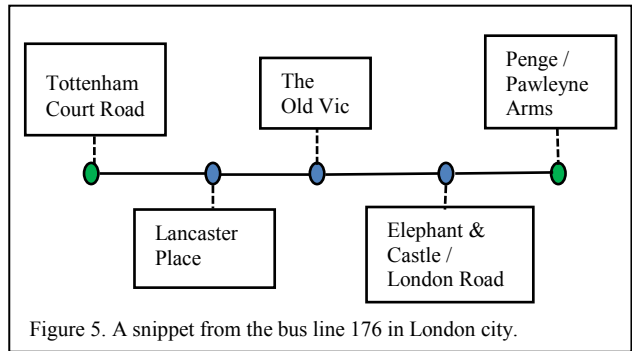 Tottenham
Court Road
Lancaster
Place
The
Old Vic
Elephant &
Castle /
London Road
Penge /
Pawleyne
Arms
Figure 5. A snippet from the bus line 176 in London city.